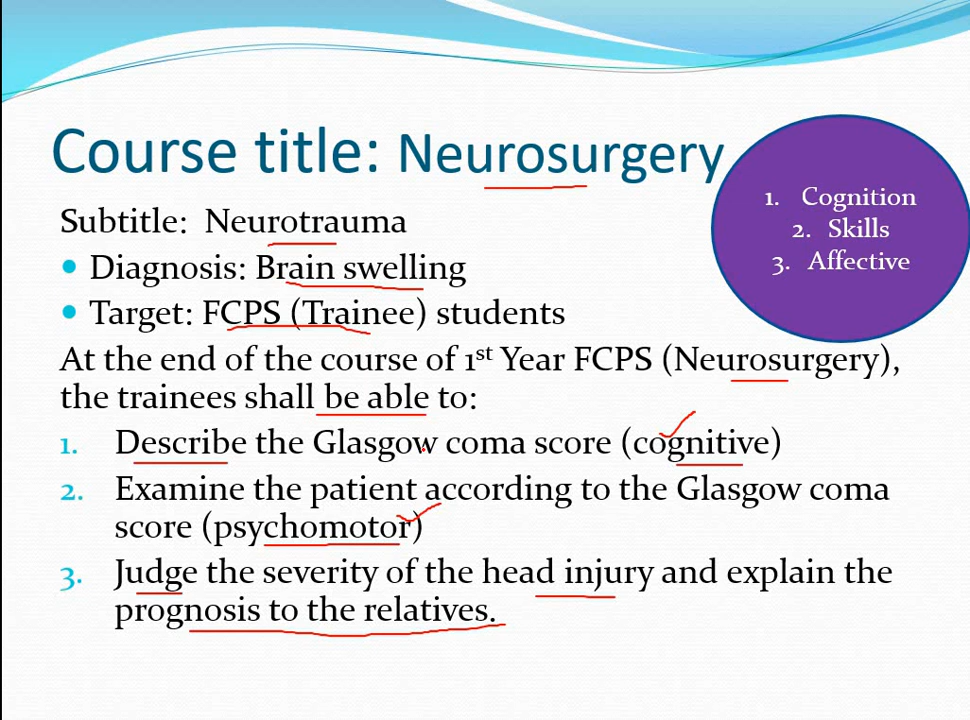 Course title: Neurosurgery
1. Cognition
2. Skills
3. Affective
Subtitle: Neurotrauma
• Diagnosis: Brain swelling
• Target: FCPS (Trainee) students
At the end of the course of 1st Year FCPS (Neurosurgery),
the trainees shall be able to:
1. Describe the Glasgow coma score (cognitive)
2. Examine the patient according to the Glasgow coma
score (psychomotor)
3. Judge the severity of the head injury and explain the
prognosis to the relatives.